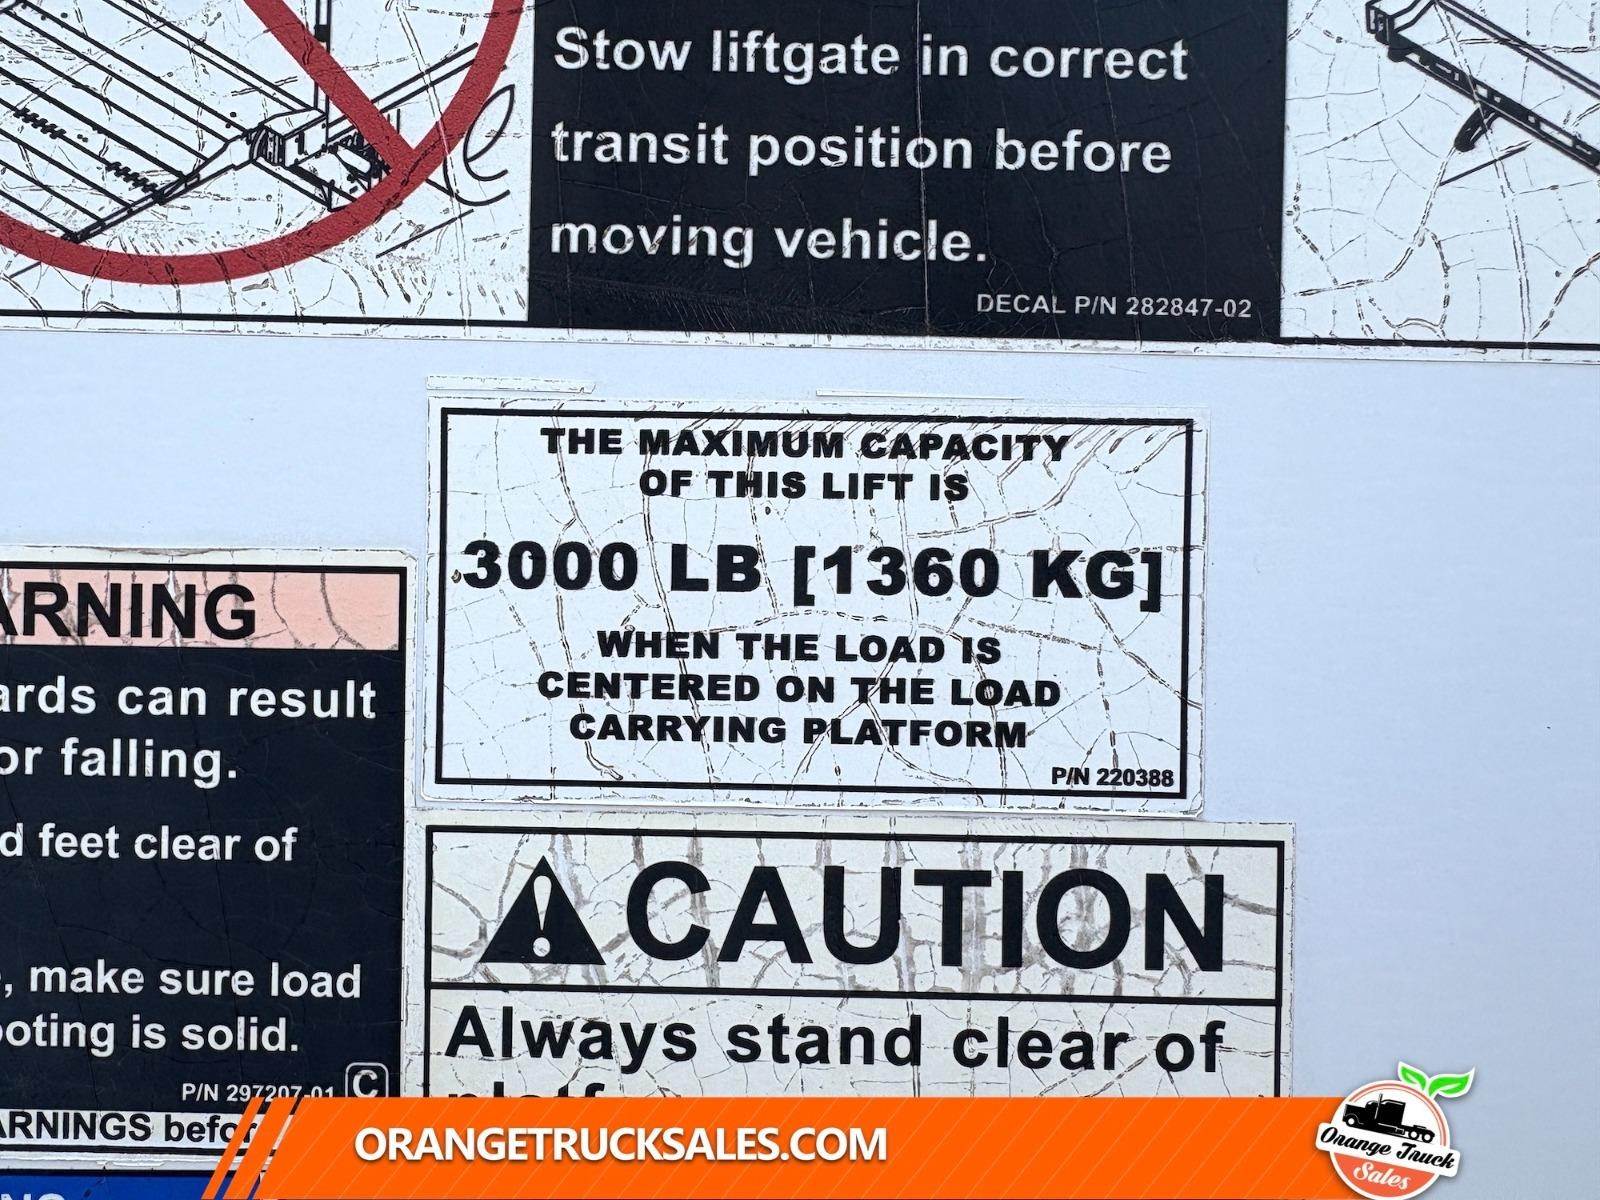 Stow liftgate in correct
transit position before
moving vehicle.
DECAL P/N 282847-02
THE MAXIMUM CAPACITY
OF THIS LIFT IS
3000 LB [1360 KG]
WHEN THE LOAD IS
CENTERED ON THE LOAD
CARRYING PLATFORM
P/N 220388
ARNING
ards can result
or falling.
d feet clear of
, make sure load
ooting is solid.
P/N 297207-01
C
ARNINGS before
CAUTION
Always stand clear of
ORANGETRUCKSALES.COM
Orange Truck
Sales